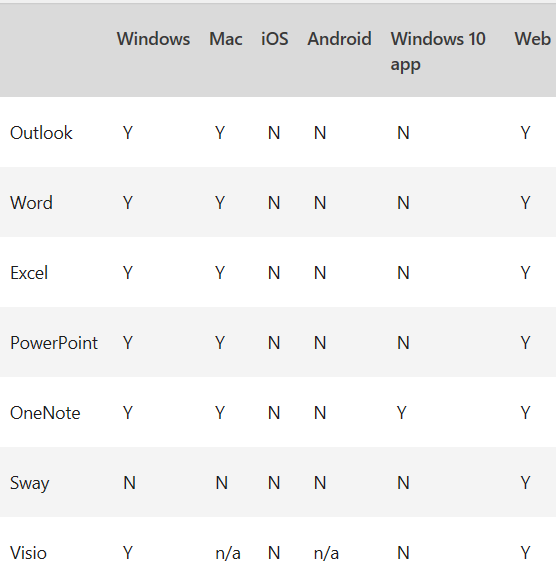 Windows Mac iOS Android Windows 10 app Web
Outlook Y Y N N N Y
Word Y Y N N N Y
Excel Y Y N N N Y
PowerPoint Y Y N N N Y
OneNote Y Y N N Y Y
Sway N N N N N Y
Visio Y n/a N n/a N Y